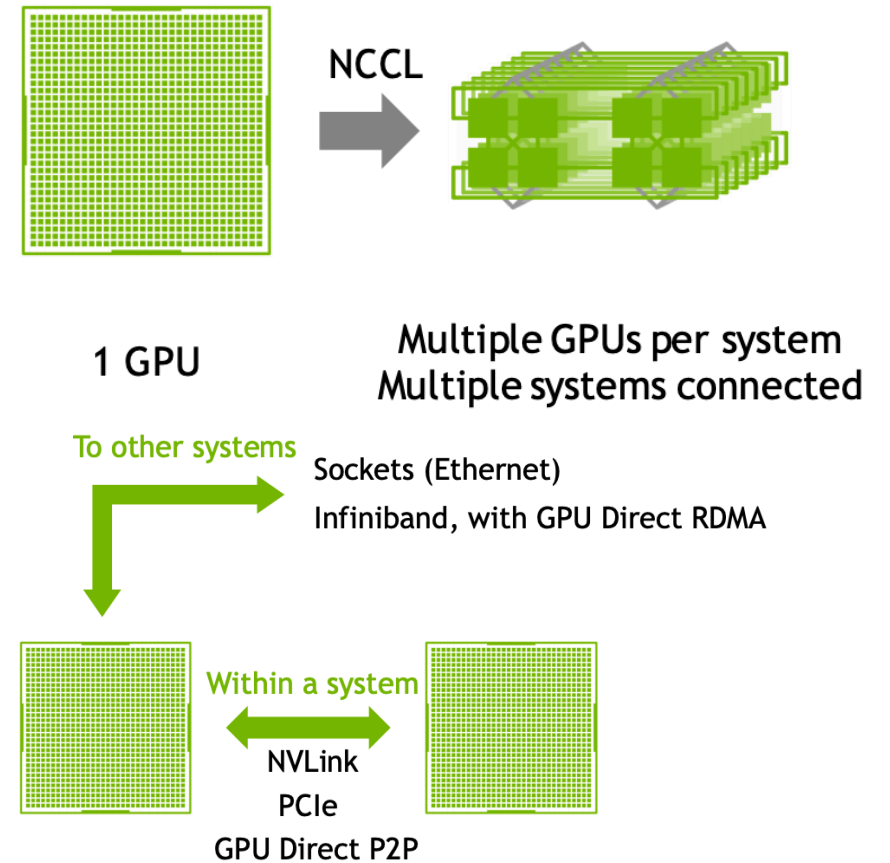 NCCL
1 GPU
Multiple GPUs per system
Multiple systems connected
To other systems
Sockets (Ethernet)
Infiniband, with GPU Direct RDMA
Within a system
NVLink
PCIe
GPU Direct P2P